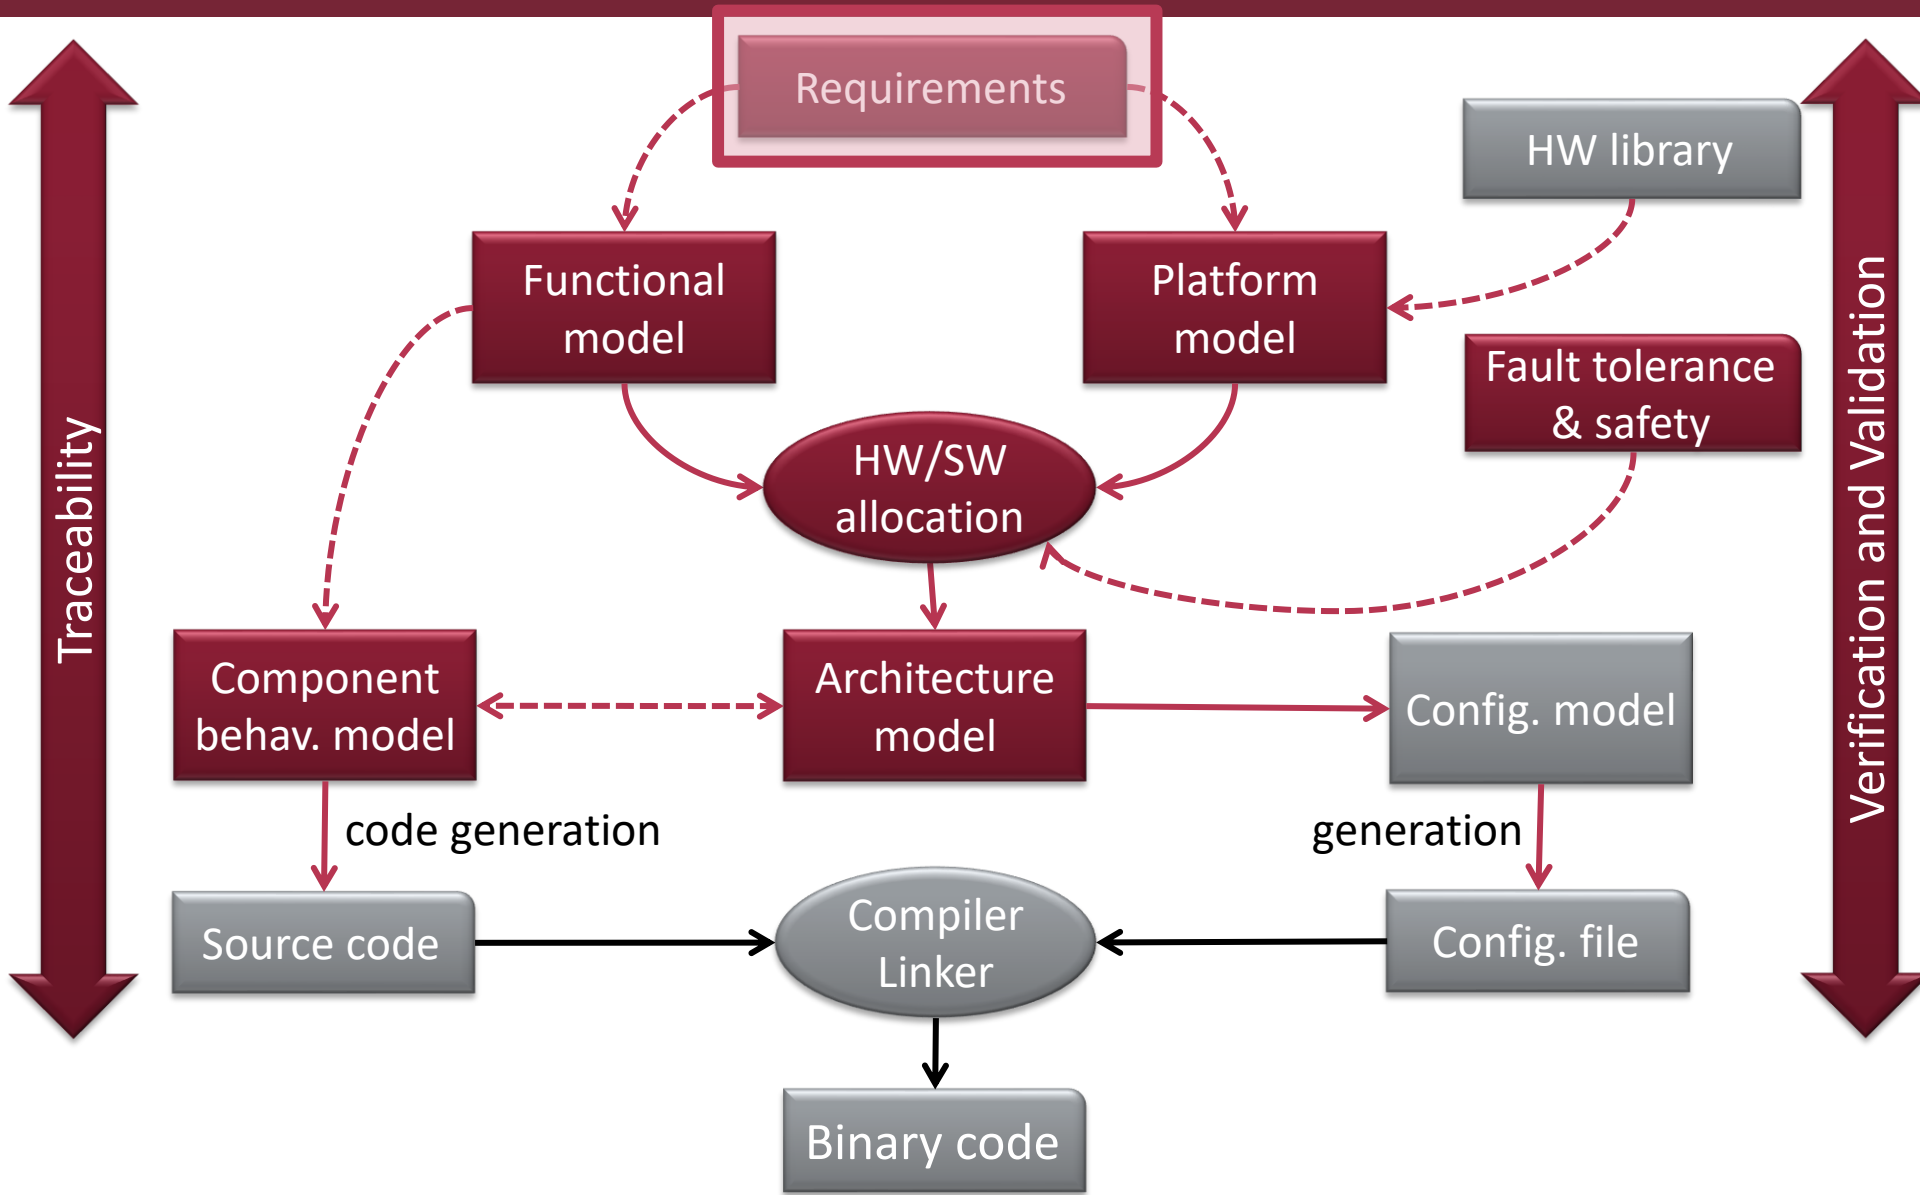 Requirements
HW library
Functional
model
Platform
model
Fault tolerance
& safety
HW/SW
allocation
Traceability
Verification and Validation
Component
behav. model
Architecture
model
Config. model
code generation
generation
Source code
Compiler
Linker
Config. file
Binary code